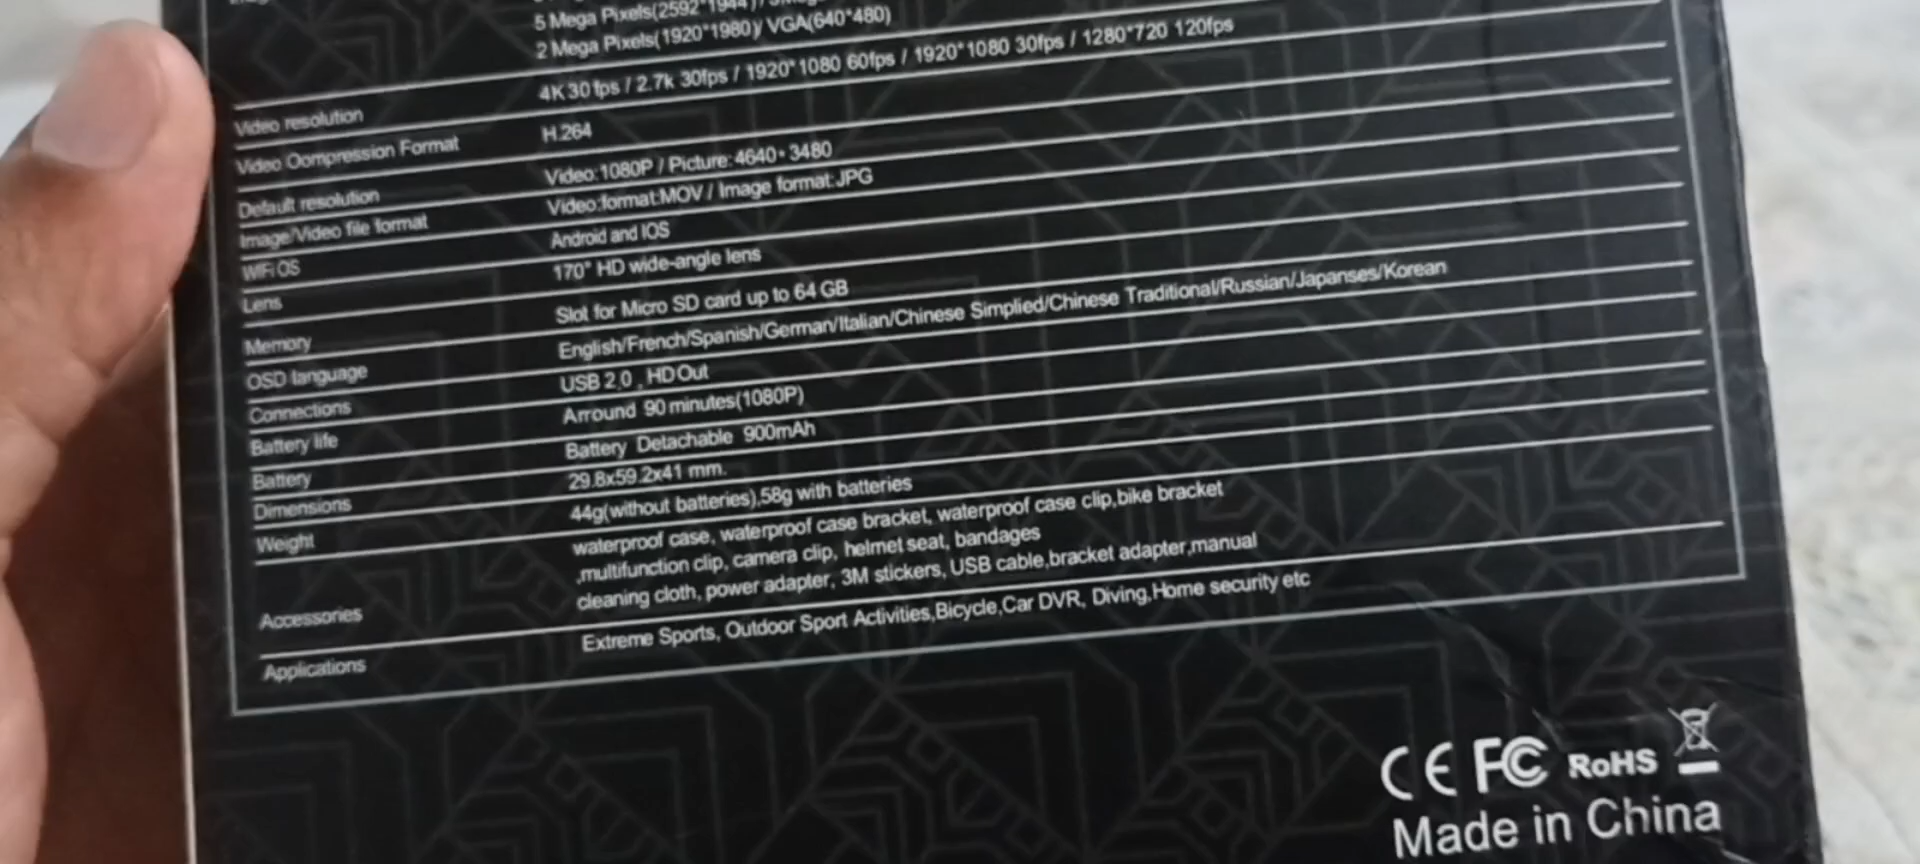 5 Mega Pixels(2592*1944)
2 Mega Pixels(1920*1980)/ VGA(640*480)
Video resolution 4K 30 fps / 2.7k 30fps / 1920*1080 60fps / 1920*1080 30fps / 1280*720 120fps
Video Oompression Format H.264
Default resolution Video:1080P / Picture: 4640*3480
Image/Video file format Video:format:MOV / Image format:JPG
WiFi OS Android and IOS
Lens 170° HD wide-angle lens
Memory Slot for Micro SD card up to 64 GB
OSD language English/French/Spanish/German/Italian/Chinese Simplied/Chinese Traditional/Russian/Japanses/Korean
Connections USB 2.0 , HD Out
Battery life Arround 90 minutes(1080P)
Battery Battery Detachable 900mAh
Dimensions 29.8x59.2x41 mm.
Weight 44g(without batteries),58g with batteries
Accessories waterproof case, waterproof case bracket, waterproof case clip,bike bracket
,multifunction clip, camera clip, helmet seat, bandages
cleaning cloth, power adapter, 3M stickers, USB cable,bracket adapter,manual
Applications Extreme Sports, Outdoor Sport Activities,Bicycle,Car DVR, Diving,Home security etc
CE FC RoHS
Made in China